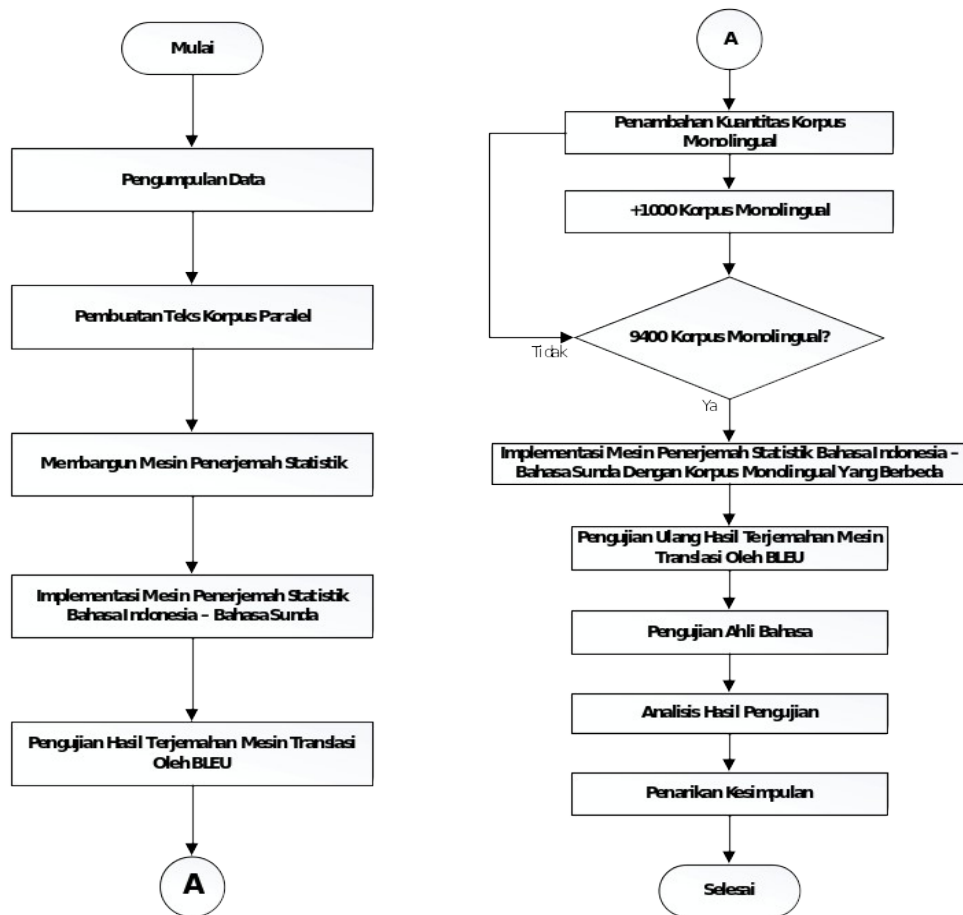 Mulai
Pengumpulan Data
Pembuatan Teks Korpus Paralel
Membangun Mesin Penerjemah Statistik
Implementasi Mesin Penerjemah Statistik
Bahasa Indonesia – Bahasa Sunda
Pengujian Hasil Terjemahan Mesin Translasi
Oleh BLEU
A
A
Penambahan Kuantitas Korpus
Monolingual
+1000 Korpus Monolingual
9400 Korpus Monolingual?
Tidak
Ya
Implementasi Mesin Penerjemah Statistik Bahasa Indonesia –
Bahasa Sunda Dengan Korpus Monolingual Yang Berbeda
Pengujian Ulang Hasil Terjemahan Mesin
Translasi Oleh BLEU
Pengujian Ahli Bahasa
Analisis Hasil Pengujian
Penarikan Kesimpulan
Selesai